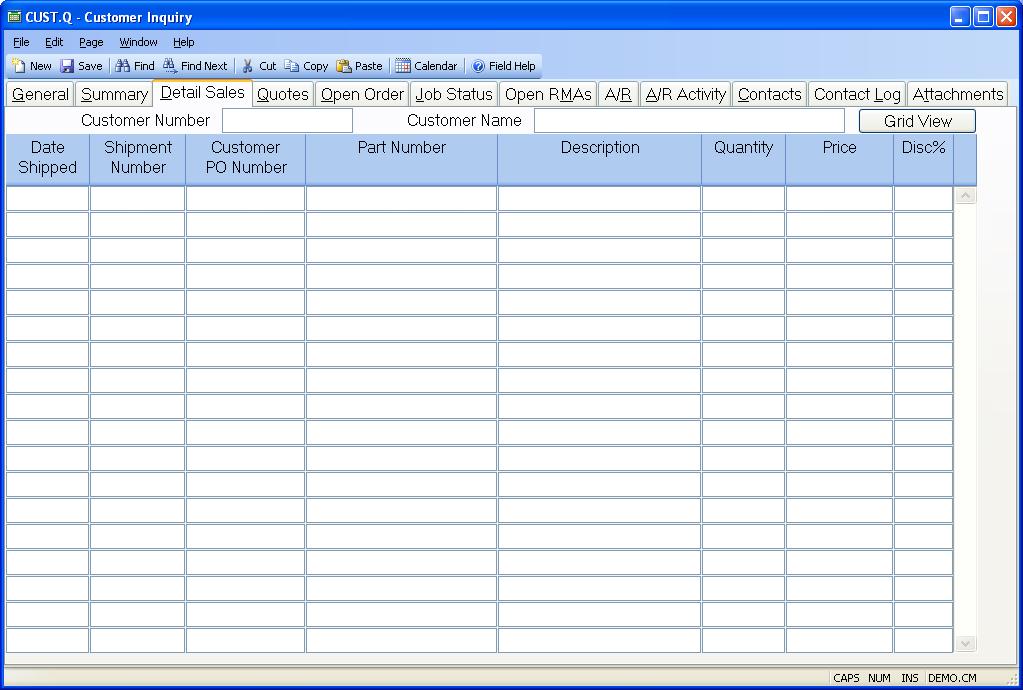 CUST.Q - Customer Inquiry
File Edit Page Window Help
New Save Find Find Next Cut Copy Paste Calendar Field Help
General Summary Detail Sales Quotes Open Order Job Status Open RMAs A/R A/R Activity Contacts Contact Log Attachments
Customer Number Customer Name Grid View
Date Shipment Customer Part Number Description Quantity Price Disc%
Shipped Number PO Number
CAPS NUM INS DEMO.CM